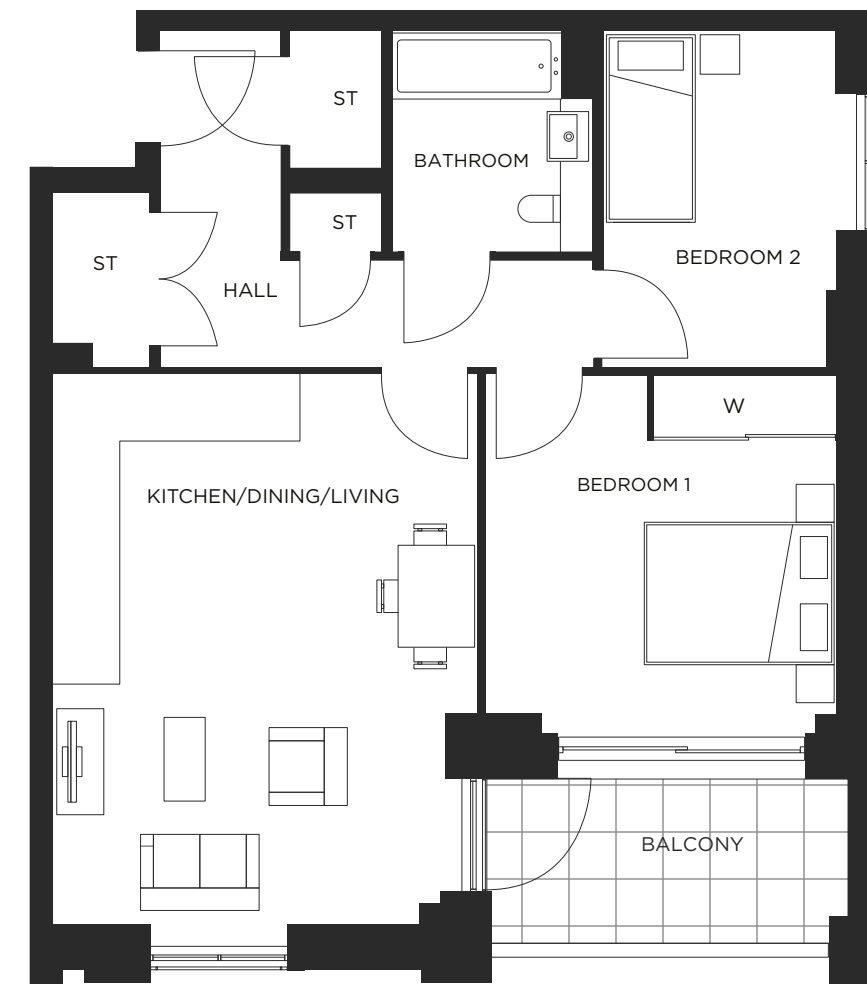 ST
BATHROOM
ST
BEDROOM 2
ST
HALL
W
BEDROOM 1
KITCHEN/DINING/LIVING
BALCONY